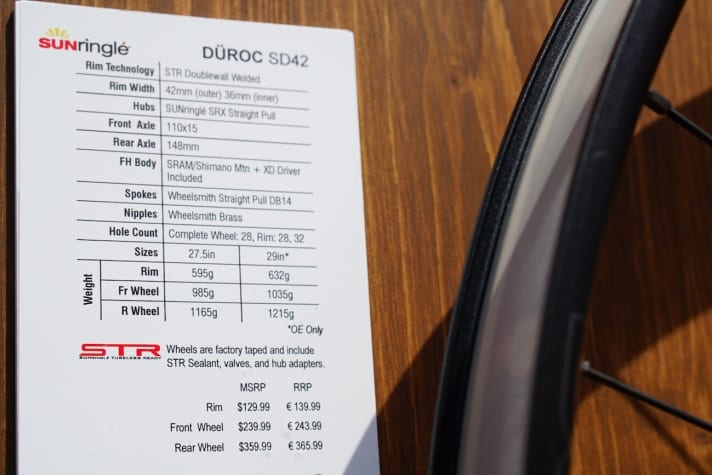 SUNringlé
DÜROC SD42
Rim Technology STR Doublewall Welded
Rim Width 42mm (outer) 36mm (inner)
Hubs SUNringlé SRX Straight Pull
Front Axle 110x15
Rear Axle 148mm
FH Body SRAM/Shimano Mtn + XD Driver
Included
Spokes Wheelsmith Straight Pull DB14
Nipples Wheelsmith Brass
Hole Count Complete Wheel: 28, Rim: 28, 32
Sizes 27.5in 29in*
Weight
Rim 595g 632g
Fr Wheel 985g 1035g
R Wheel 1165g 1215g
*OE Only
STR Wheels are factory taped and include
SUNRINGLE TUBELESS READY STR Sealant, valves, and hub adapters.
MSRP RRP
Rim $129.99 € 139.99
Front Wheel $239.99 € 243.99
Rear Wheel $359.99 € 365.99